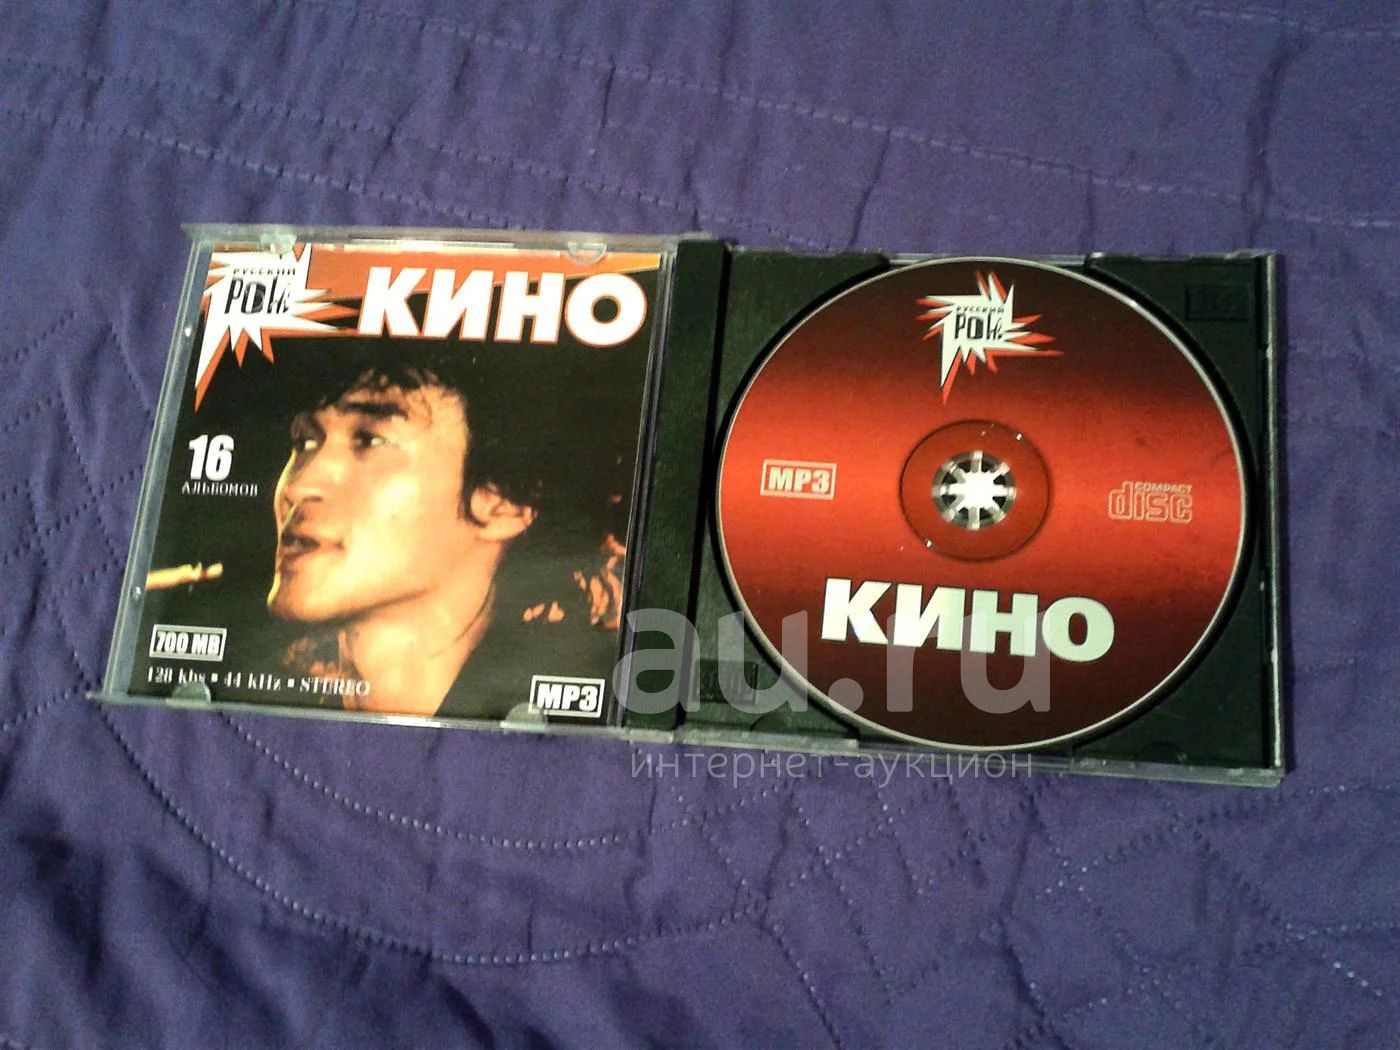 РУССКИЙ
РОК
КИНО
16
АЛЬБОМОВ
700 MB
128 kbs ▪ 44 kHz ▪ STEREO
MP3
РУССКИЙ
РОК
MP3
COMPACT
disc
КИНО
au.ru
интернет-аукцион